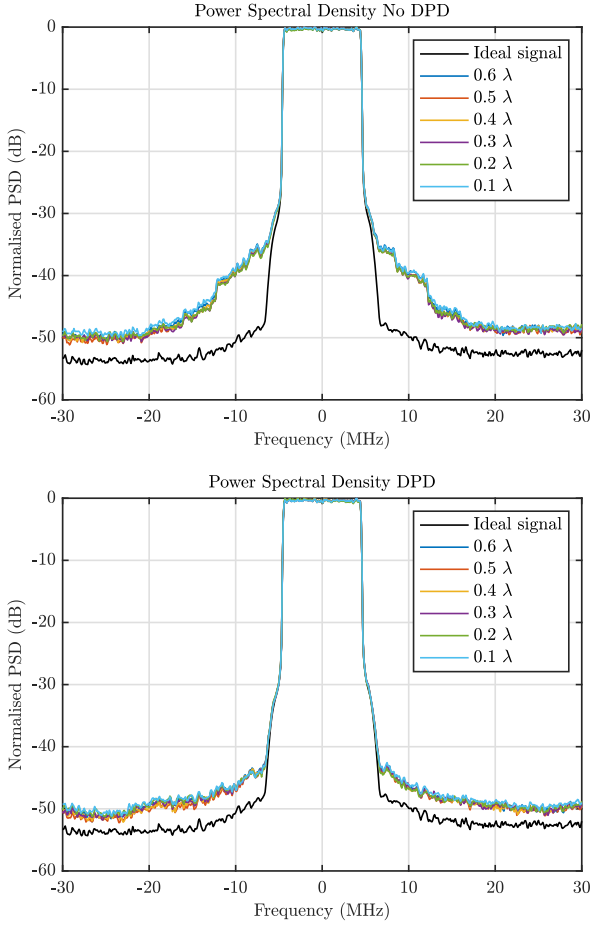 Power Spectral Density No DPD
Normalised PSD (dB)
0
-10
-20
-30
-40
-50
-60
Ideal signal
0.6 λ
0.5 λ
0.4 λ
0.3 λ
0.2 λ
0.1 λ
-30 -20 -10 0 10 20 30
Frequency (MHz)
Power Spectral Density DPD
Normalised PSD (dB)
0
-10
-20
-30
-40
-50
-60
Ideal signal
0.6 λ
0.5 λ
0.4 λ
0.3 λ
0.2 λ
0.1 λ
-30 -20 -10 0 10 20 30
Frequency (MHz)